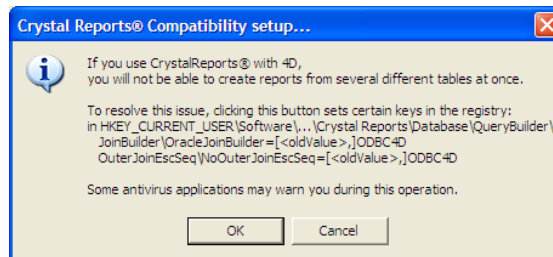 Crystal Reports® Compatibility setup...
If you use CrystalReports® with 4D,
you will not be able to create reports from several different tables at once.
To resolve this issue, clicking this button sets certain keys in the registry:
in HKEY_CURRENT_USER\Software\...\Crystal Reports\Database\QueryBuilder\
JoinBuilder\OracleJoinBuilder=[<oldValue>,]ODBC4D
OuterJoinEscSeq\NoOuterJoinEscSeq=[<oldValue>,]ODBC4D
Some antivirus applications may warn you during this operation.
OK
Cancel